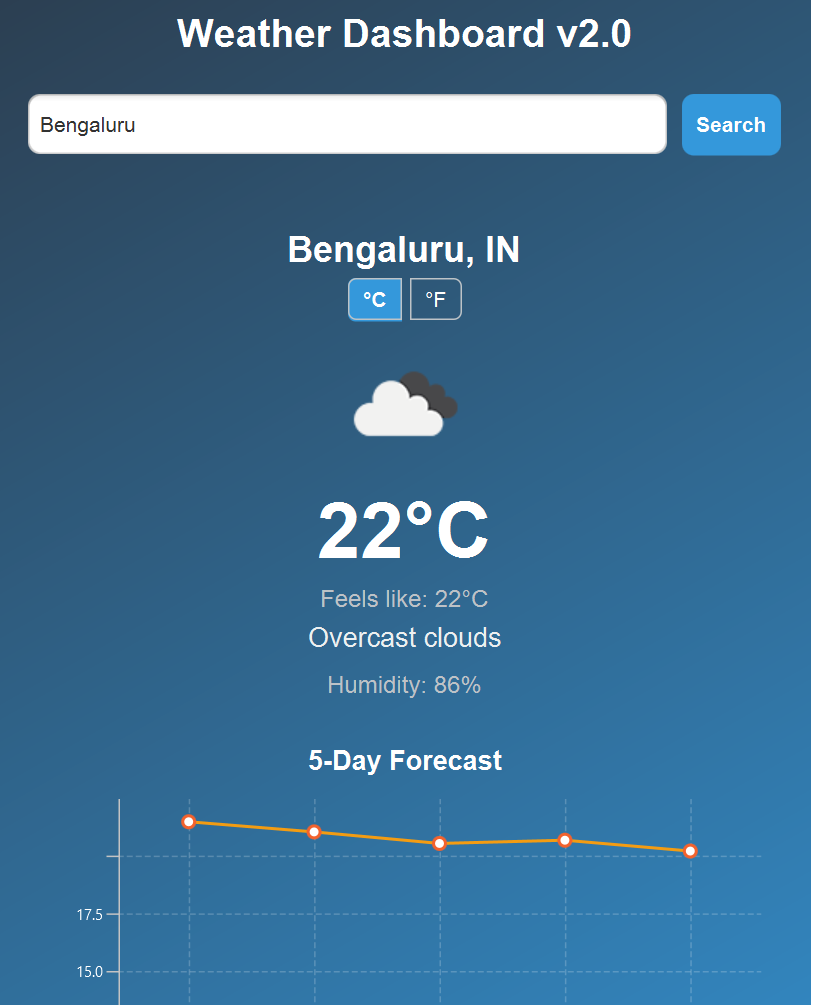 Weather Dashboard v2.0
Bengaluru
Search
Bengaluru, IN
°C
°F
22°C
Feels like: 22°C
Overcast clouds
Humidity: 86%
5-Day Forecast
17.5
15.0